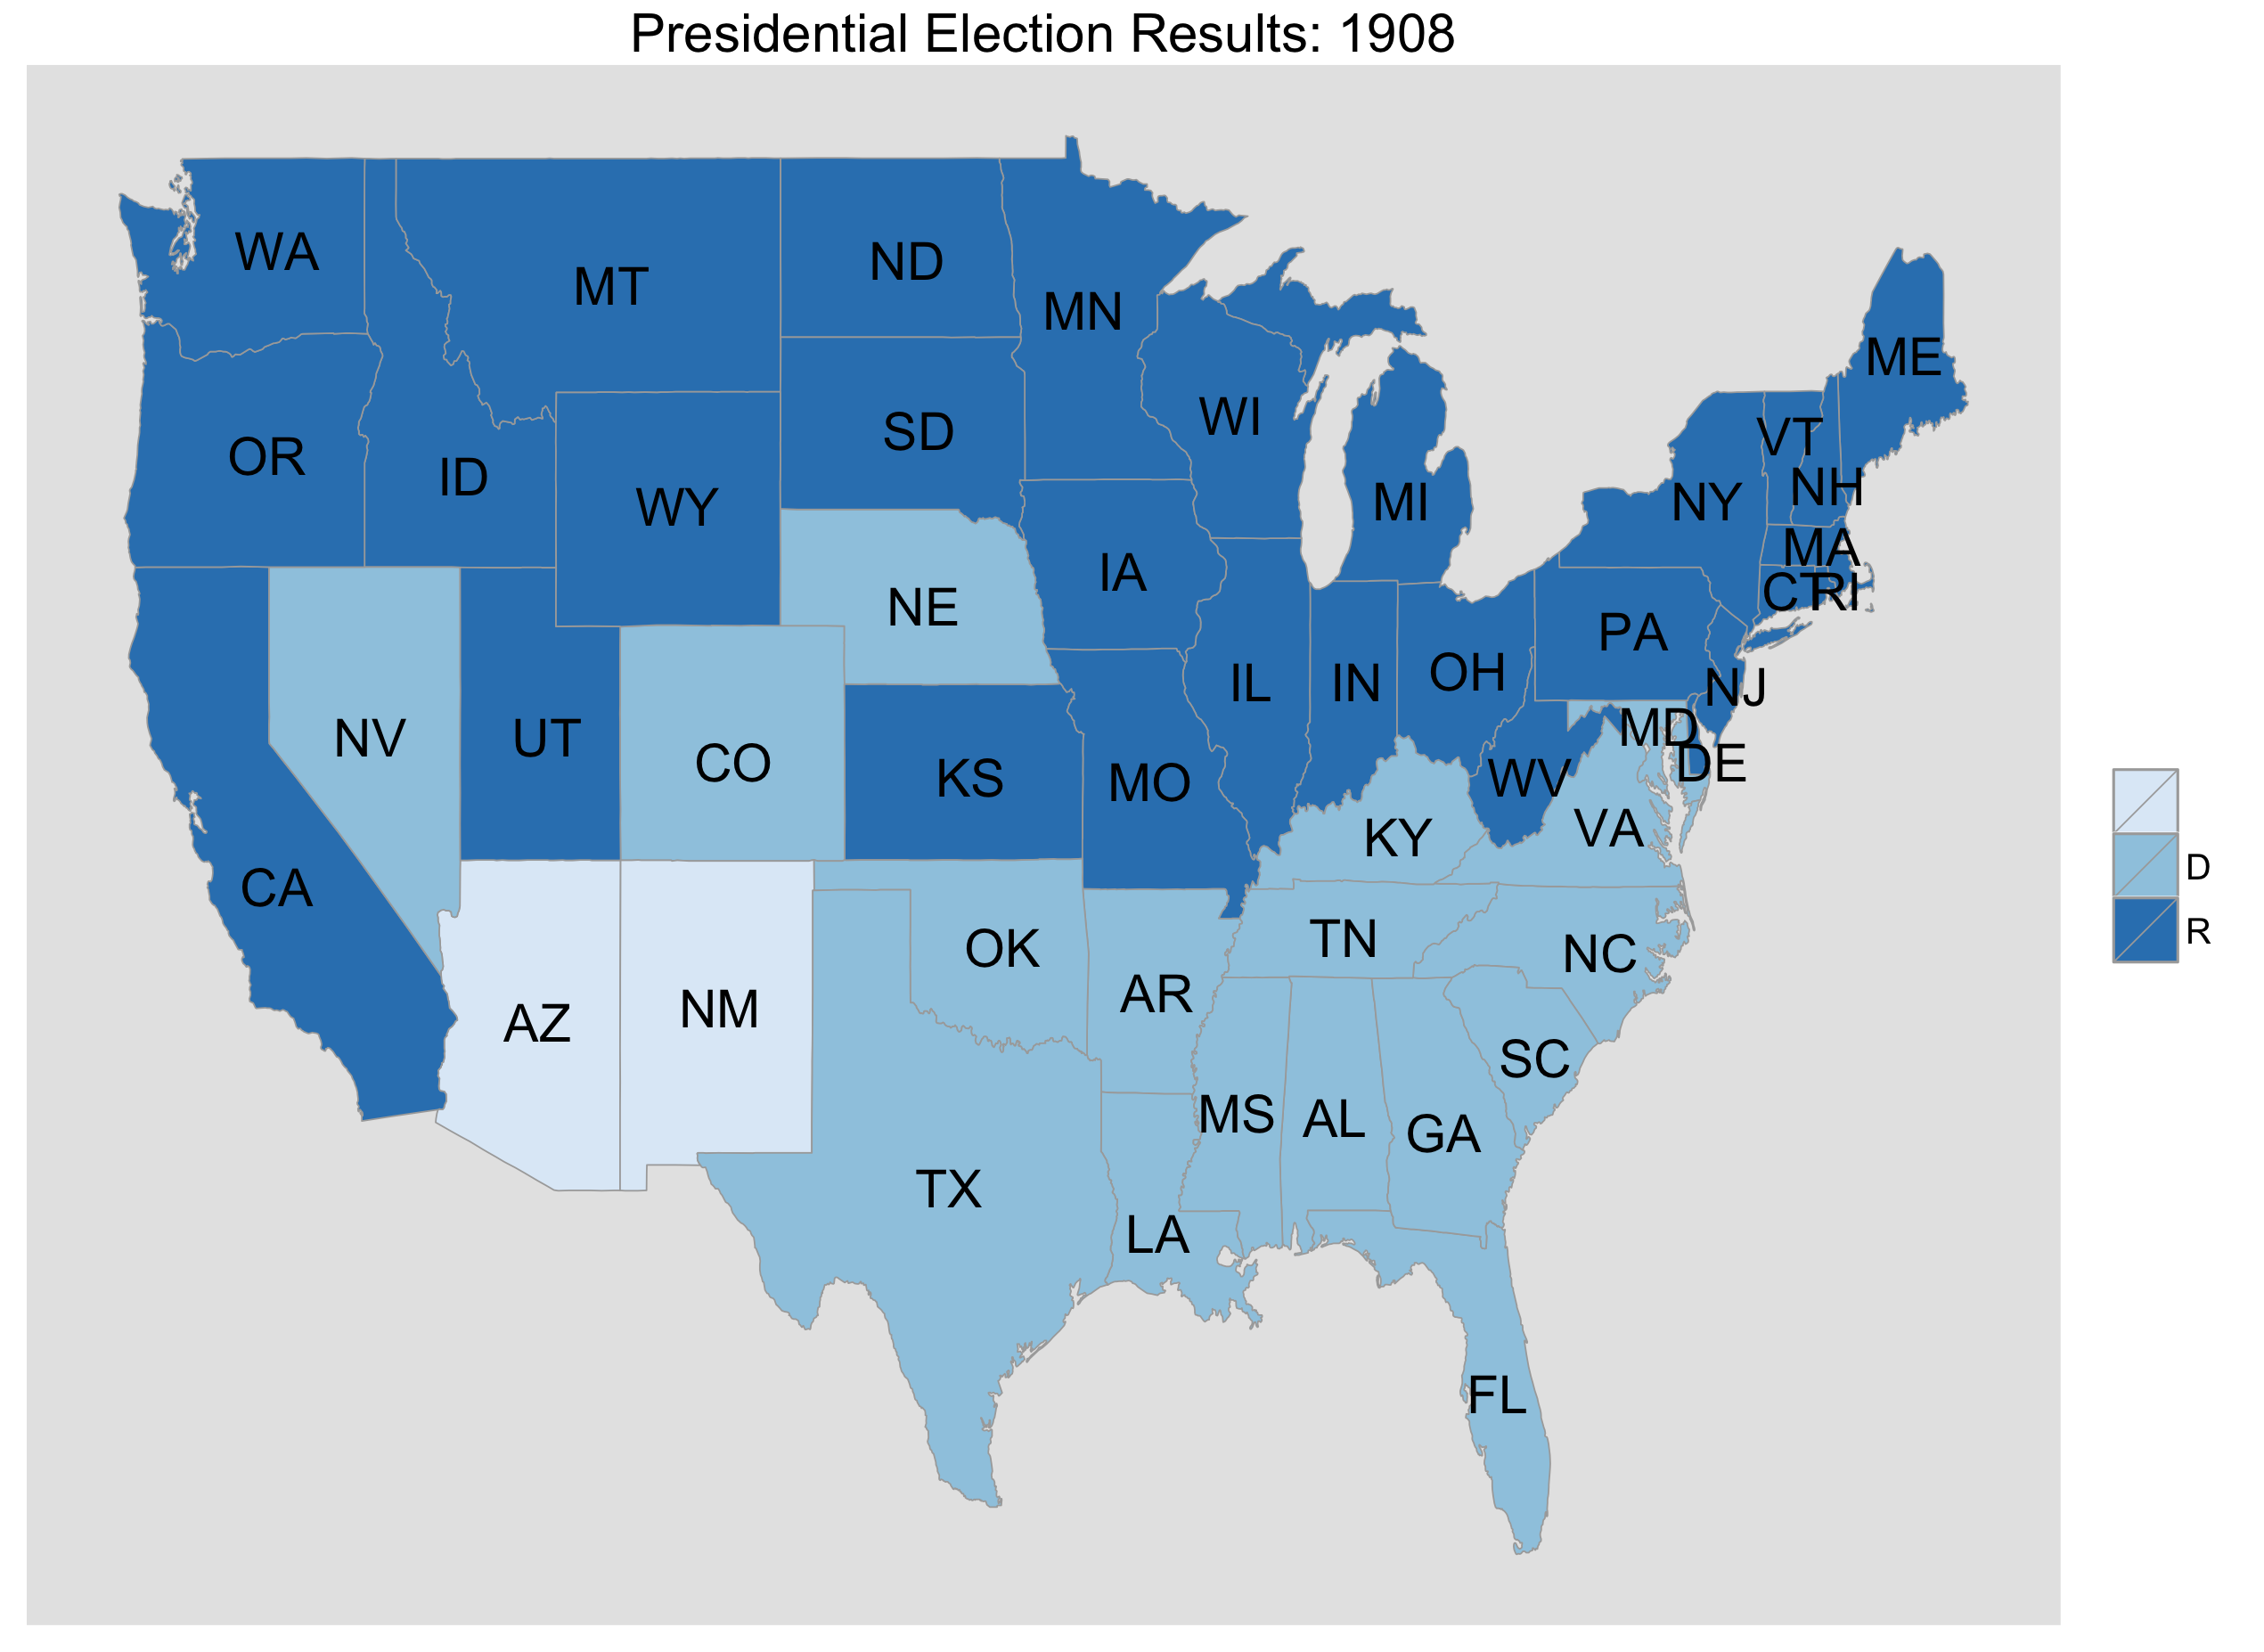 Presidential Election Results: 1908
WA
MT
ND
MN
ME
OR
ID
WY
SD
WI
MI
NY
VT
NH
MA
CT
RI
NE
IA
PA
NJ
NV
UT
CO
KS
MO
IL
IN
OH
WV
MD
DE
VA
KY
CA
AZ
NM
OK
AR
TN
NC
SC
MS
AL
GA
TX
LA
FL
D
R